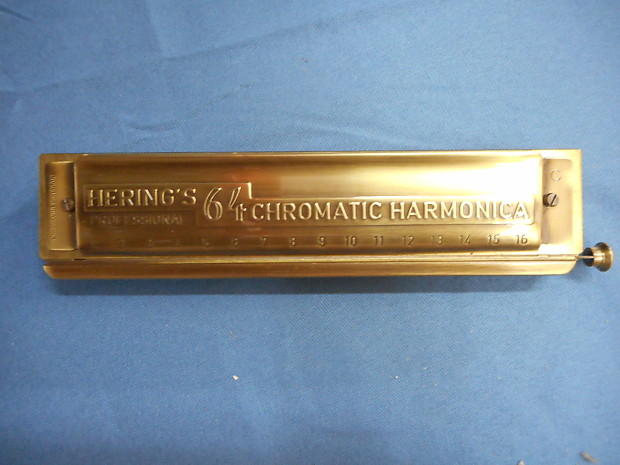 HERING'S 64 CHROMATIC HARMONICA
PROFESSIONAL
5 6 7 8 9 10 11 12 13 14 15 16
C